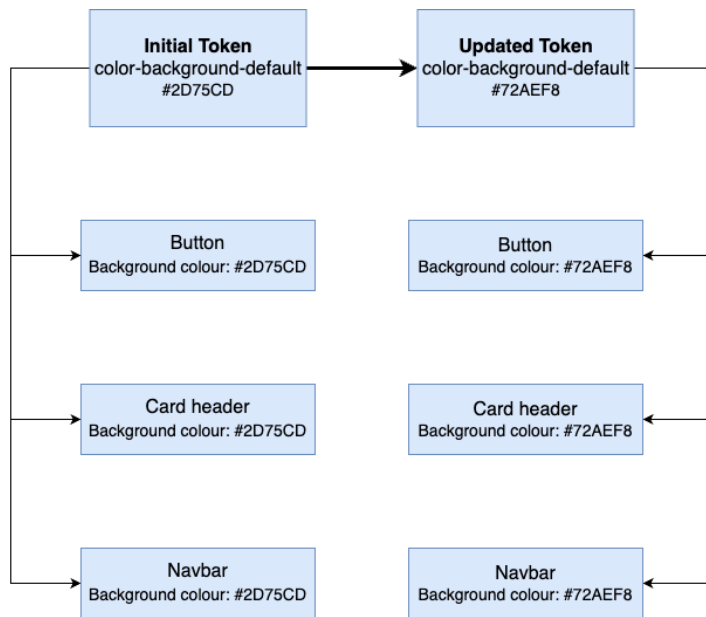 Initial Token
color-background-default
#2D75CD
Updated Token
color-background-default
#72AEF8
Button
Background colour: #2D75CD
Button
Background colour: #72AEF8
Card header
Background colour: #2D75CD
Card header
Background colour: #72AEF8
Navbar
Background colour: #2D75CD
Navbar
Background colour: #72AEF8